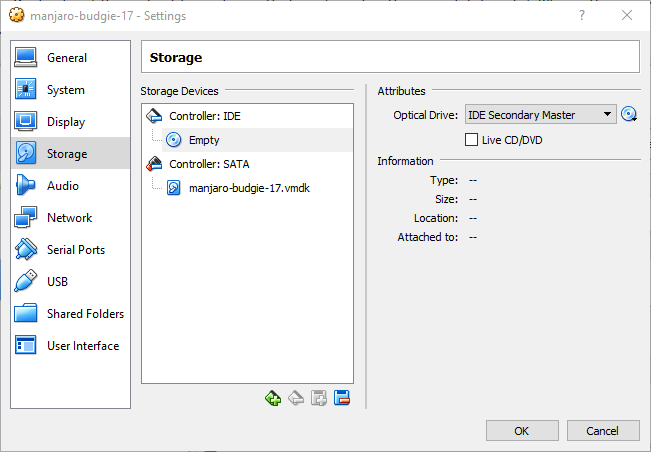 manjaro-budgie-17 - Settings
?
General
System
Display
Storage
Audio
Network
Serial Ports
USB
Shared Folders
User Interface
Storage
Storage Devices
Controller: IDE
Empty
Controller: SATA
manjaro-budgie-17.vmdk
Attributes
Optical Drive: IDE Secondary Master
Live CD/DVD
Information
Type: --
Size: --
Location: --
Attached to: --
OK
Cancel